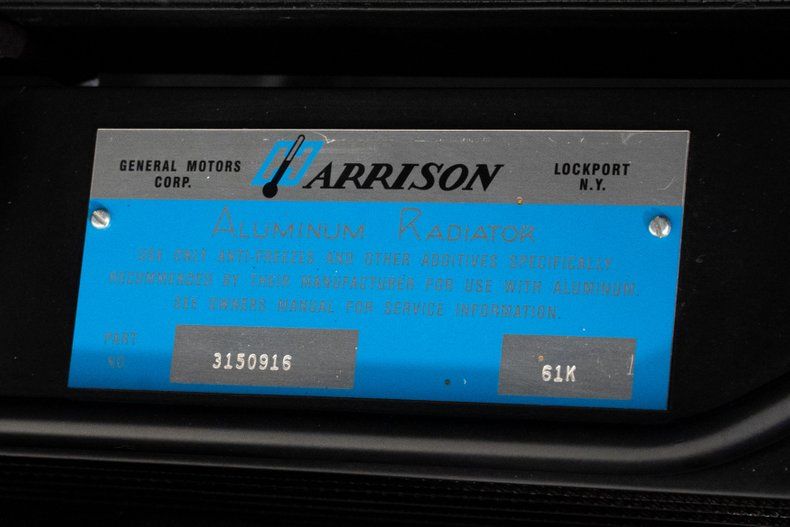 GENERAL MOTORS CORP.
HARRISON
LOCKPORT N.Y.
ALUMINUM RADIATOR
USE ONLY ANTI-FREEZES AND OTHER ADDITIVES SPECIFICALLY
RECOMMENDED BY THEIR MANUFACTURER FOR USE WITH ALUMINUM.
SEE OWNERS MANUAL FOR SERVICE INFORMATION.
PART NO.
3150916
61K
1